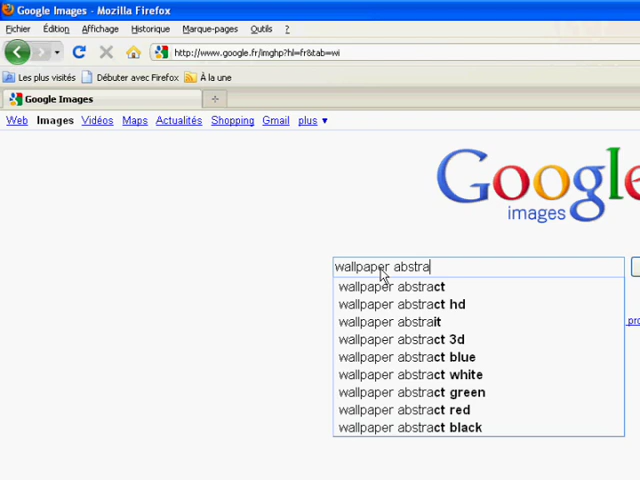 Google Images - Mozilla Firefox
Fichier Édition Affichage Historique Marque-pages Outils ?
http://www.google.fr/imghp?hl=fr&tab=wi
Les plus visités Débuter avec Firefox À la une
Google Images
Web Images Vidéos Maps Actualités Shopping Gmail plus ▼
Google
images
wallpaper abstra
wallpaper abstract
wallpaper abstract hd
pro
wallpaper abstrait
wallpaper abstract 3d
wallpaper abstract blue
wallpaper abstract white
wallpaper abstract green
wallpaper abstract red
wallpaper abstract black